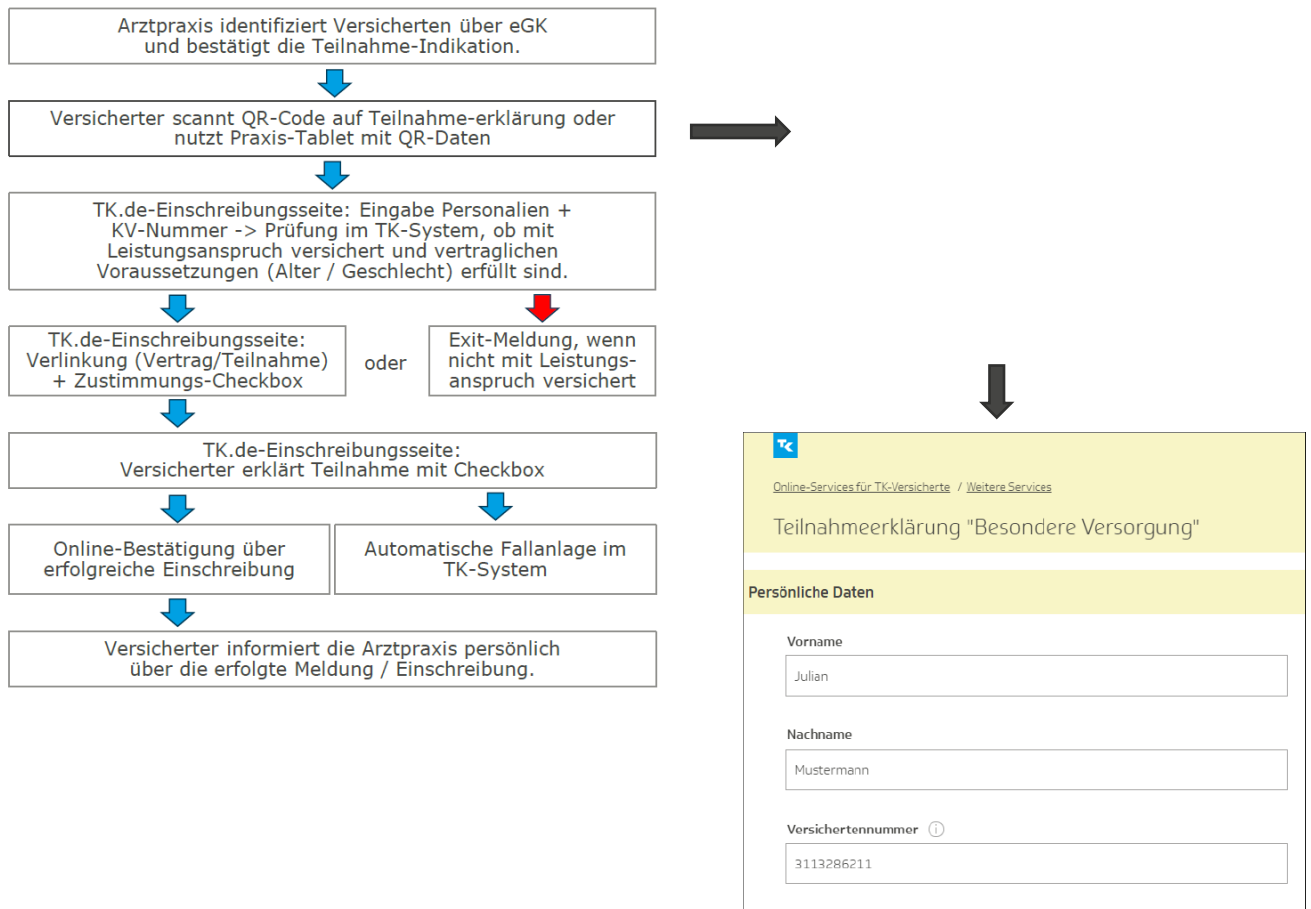 Arztpraxis identifiziert Versicherten über eGK
und bestätigt die Teilnahme-Indikation.
Versicherter scannt QR-Code auf Teilnahme-erklärung oder
nutzt Praxis-Tablet mit QR-Daten
TK.de-Einschreibungsseite: Eingabe Personalien +
KV-Nummer -> Prüfung im TK-System, ob mit
Leistungsanspruch versichert und vertraglichen
Voraussetzungen (Alter / Geschlecht) erfüllt sind.
TK.de-Einschreibungsseite:
Verlinkung (Vertrag/Teilnahme)
+ Zustimmungs-Checkbox
oder
Exit-Meldung, wenn
nicht mit Leistungs-
anspruch versichert
TK.de-Einschreibungsseite:
Versicherter erklärt Teilnahme mit Checkbox
Online-Bestätigung über
erfolgreiche Einschreibung
Automatische Fallanlage im
TK-System
Versicherter informiert die Arztpraxis persönlich
über die erfolgte Meldung / Einschreibung.
TK
Online-Services für TK-Versicherte / Weitere Services
Teilnahmeerklärung "Besondere Versorgung"
Persönliche Daten
Vorname
Julian
Nachname
Mustermann
Versichertennummer
3113286211